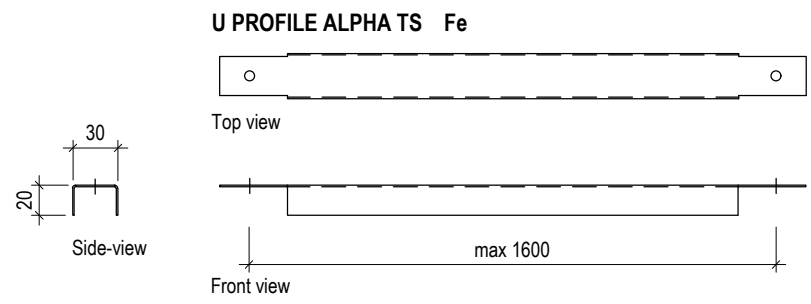 U PROFILE ALPHA TS Fe
Top view
30
20
Side-view
max 1600
Front view